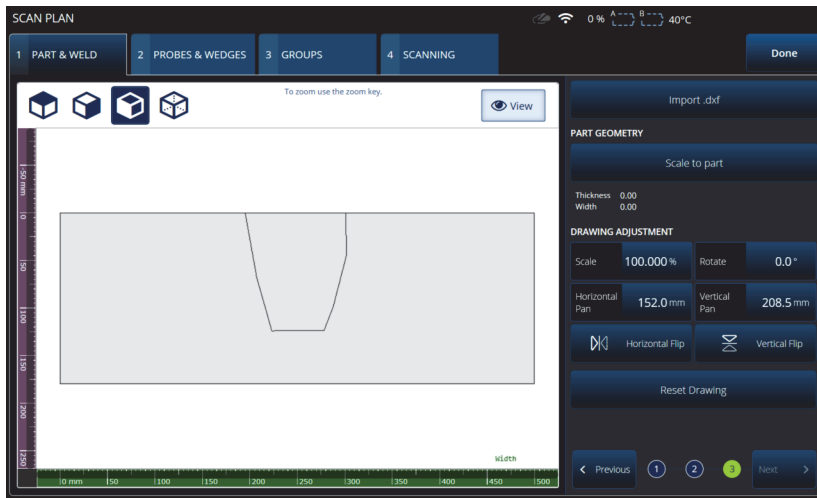 SCAN PLAN
0 % A B 40°C
1 PART & WELD 2 PROBES & WEDGES 3 GROUPS 4 SCANNING Done
To zoom use the zoom key.
View
Import .dxf
PART GEOMETRY
Scale to part
Thickness 0.00
Width 0.00
DRAWING ADJUSTMENT
Scale 100.000 % Rotate 0.0 °
Horizontal Pan 152.0 mm Vertical Pan 208.5 mm
Horizontal Flip Vertical Flip
Reset Drawing
Previous 1 2 3 Next
|-50 mm
|0
|50
|100
|150
|200
|250
Width
|0 mm |50 |100 |150 |200 |250 |300 |350 |400 |450 |500